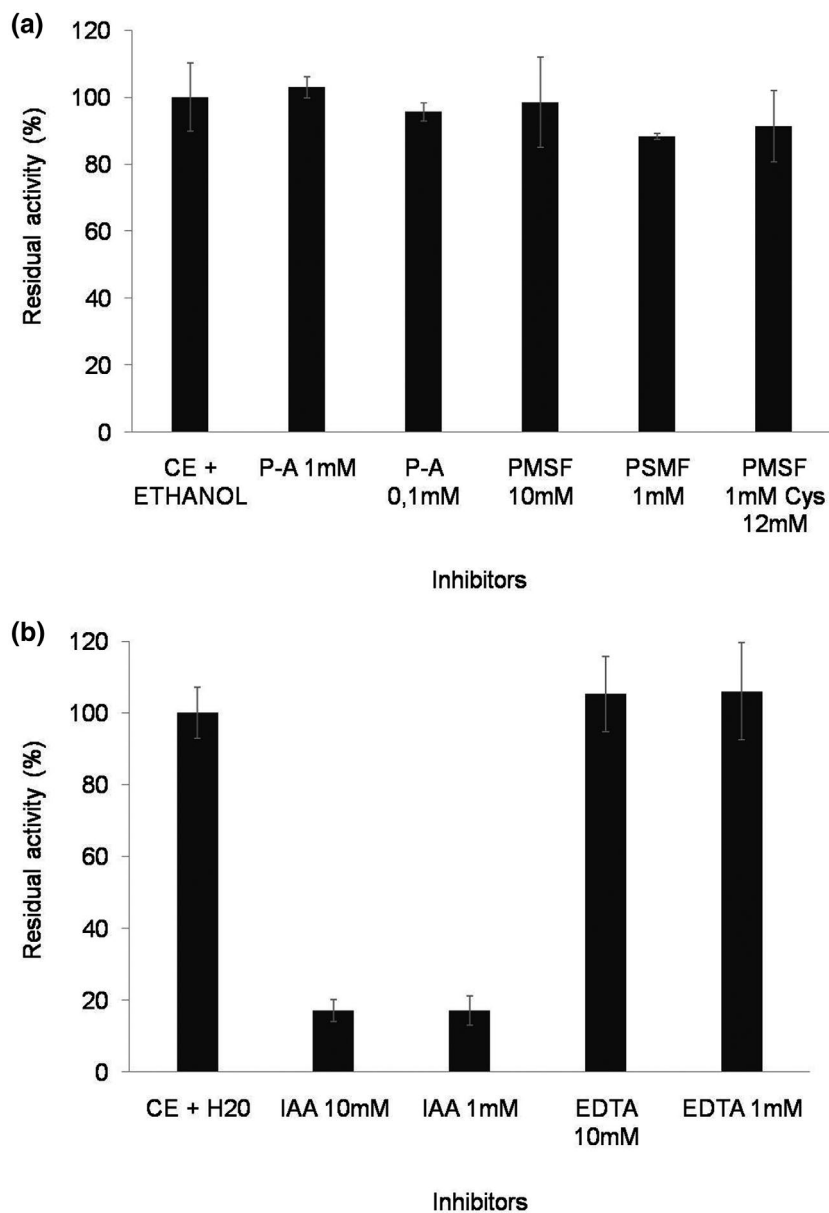 (a)
120
100
80
60
40
20
0
Residual activity (%)
CE +
ETHANOL
P-A 1mM
P-A
0,1mM
PMSF
10mM
PSMF
1mM
PMSF
1mM Cys
12mM
Inhibitors
(b)
120
100
80
60
40
20
0
Residual activity (%)
CE + H20
IAA 10mM
IAA 1mM
EDTA
10mM
EDTA 1mM
Inhibitors